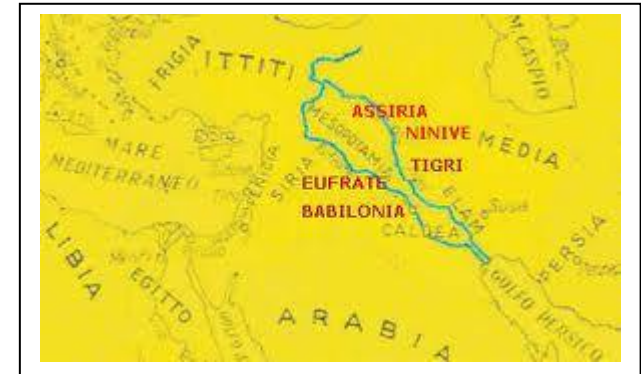 M. CASPIO
FRIGIA
ITTITI
ASSIRIA
NINIVE
MESOPOTAMIA
MEDIA
MARE
MEDITERRANEO
TIGRI
SIRIA
EUFRATE
ELAM
Susa
BABILONIA
CALDEA
PERSIA
LIBIA
EGITTO
GOLFO PERSICO
ARABIA